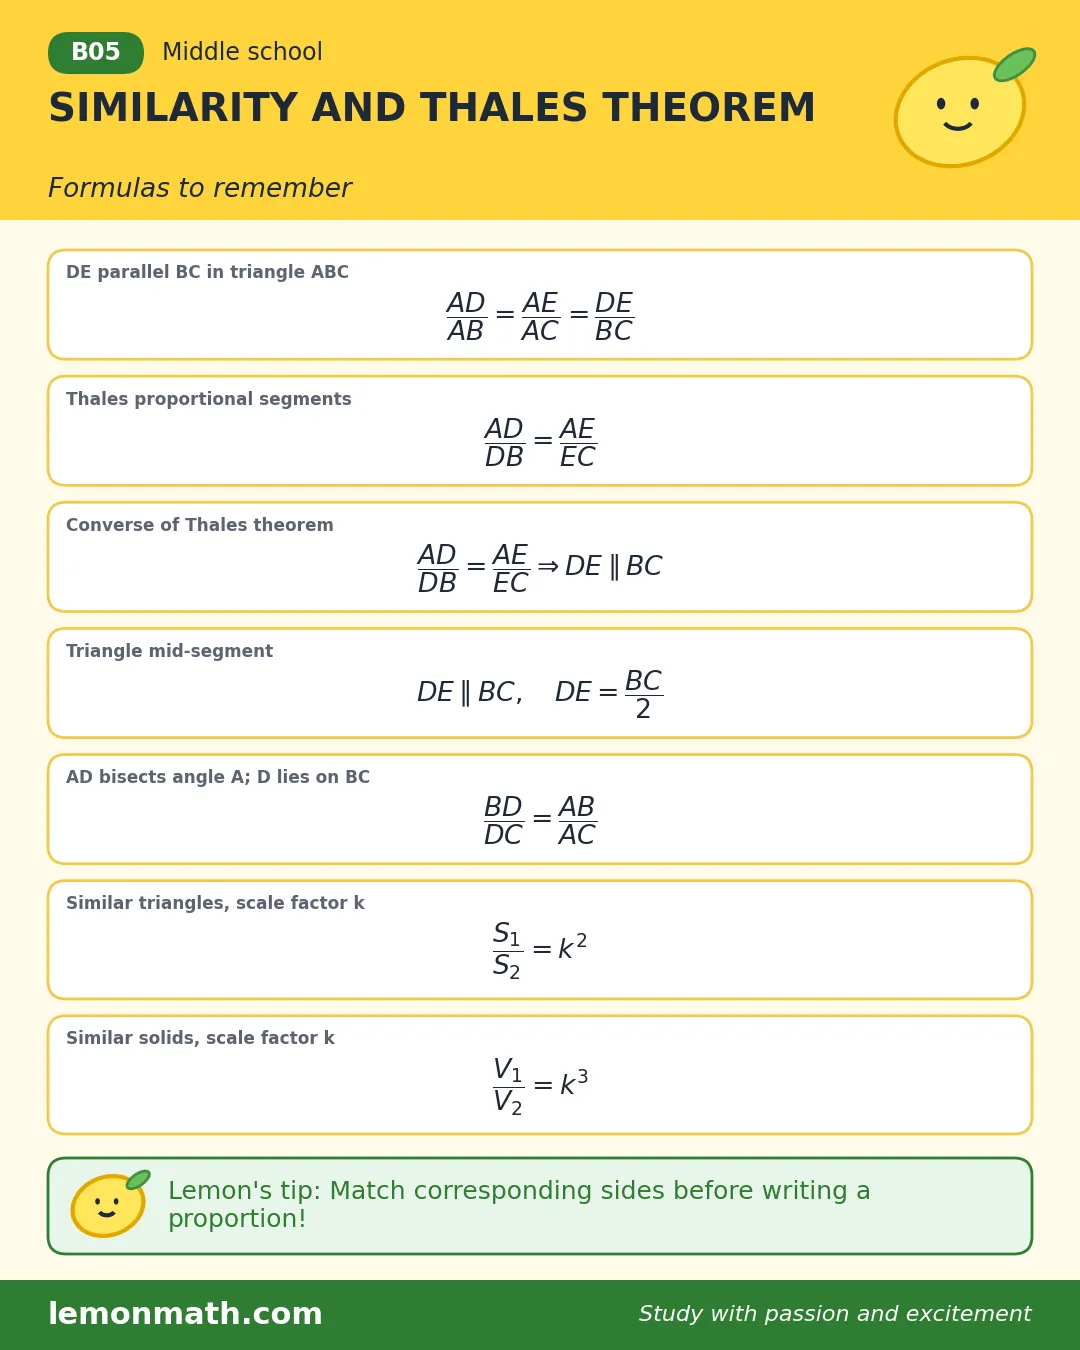 B05 Middle school
SIMILARITY AND THALES THEOREM
Formulas to remember
DE parallel BC in triangle ABC
AD/AB = AE/AC = DE/BC
Thales proportional segments
AD/DB = AE/EC
Converse of Thales theorem
AD/DB = AE/EC ⇒ DE ∥ BC
Triangle mid-segment
DE ∥ BC, DE = BC/2
AD bisects angle A; D lies on BC
BD/DC = AB/AC
Similar triangles, scale factor k
S₁/S₂ = k²
Similar solids, scale factor k
V₁/V₂ = k³
Lemon's tip: Match corresponding sides before writing a
proportion!
lemonmath.com
Study with passion and excitement